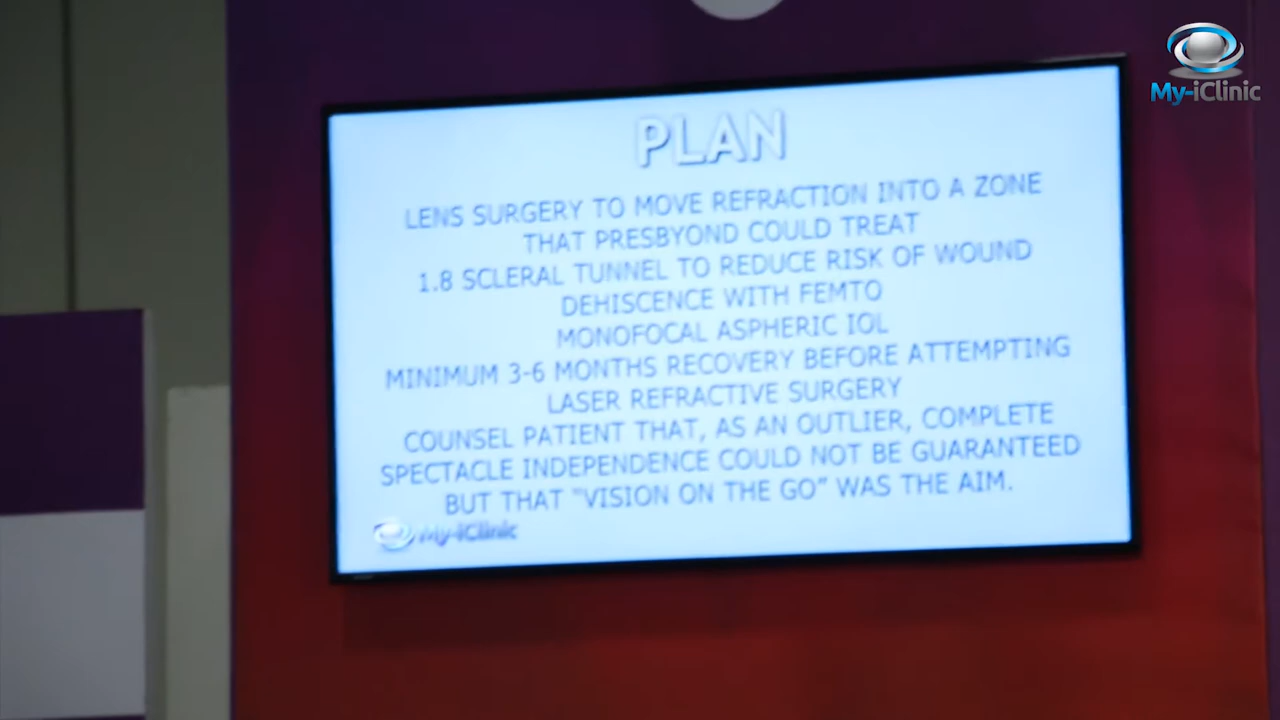 My-iClinic
PLAN
LENS SURGERY TO MOVE REFRACTION INTO A ZONE
THAT PRESBYOND COULD TREAT
1.8 SCLERAL TUNNEL TO REDUCE RISK OF WOUND
DEHISCENCE WITH FEMTO
MONOFOCAL ASPHERIC IOL
MINIMUM 3-6 MONTHS RECOVERY BEFORE ATTEMPTING
LASER REFRACTIVE SURGERY
COUNSEL PATIENT THAT, AS AN OUTLIER, COMPLETE
SPECTACLE INDEPENDENCE COULD NOT BE GUARANTEED
BUT THAT "VISION ON THE GO" WAS THE AIM.
My-iClinic